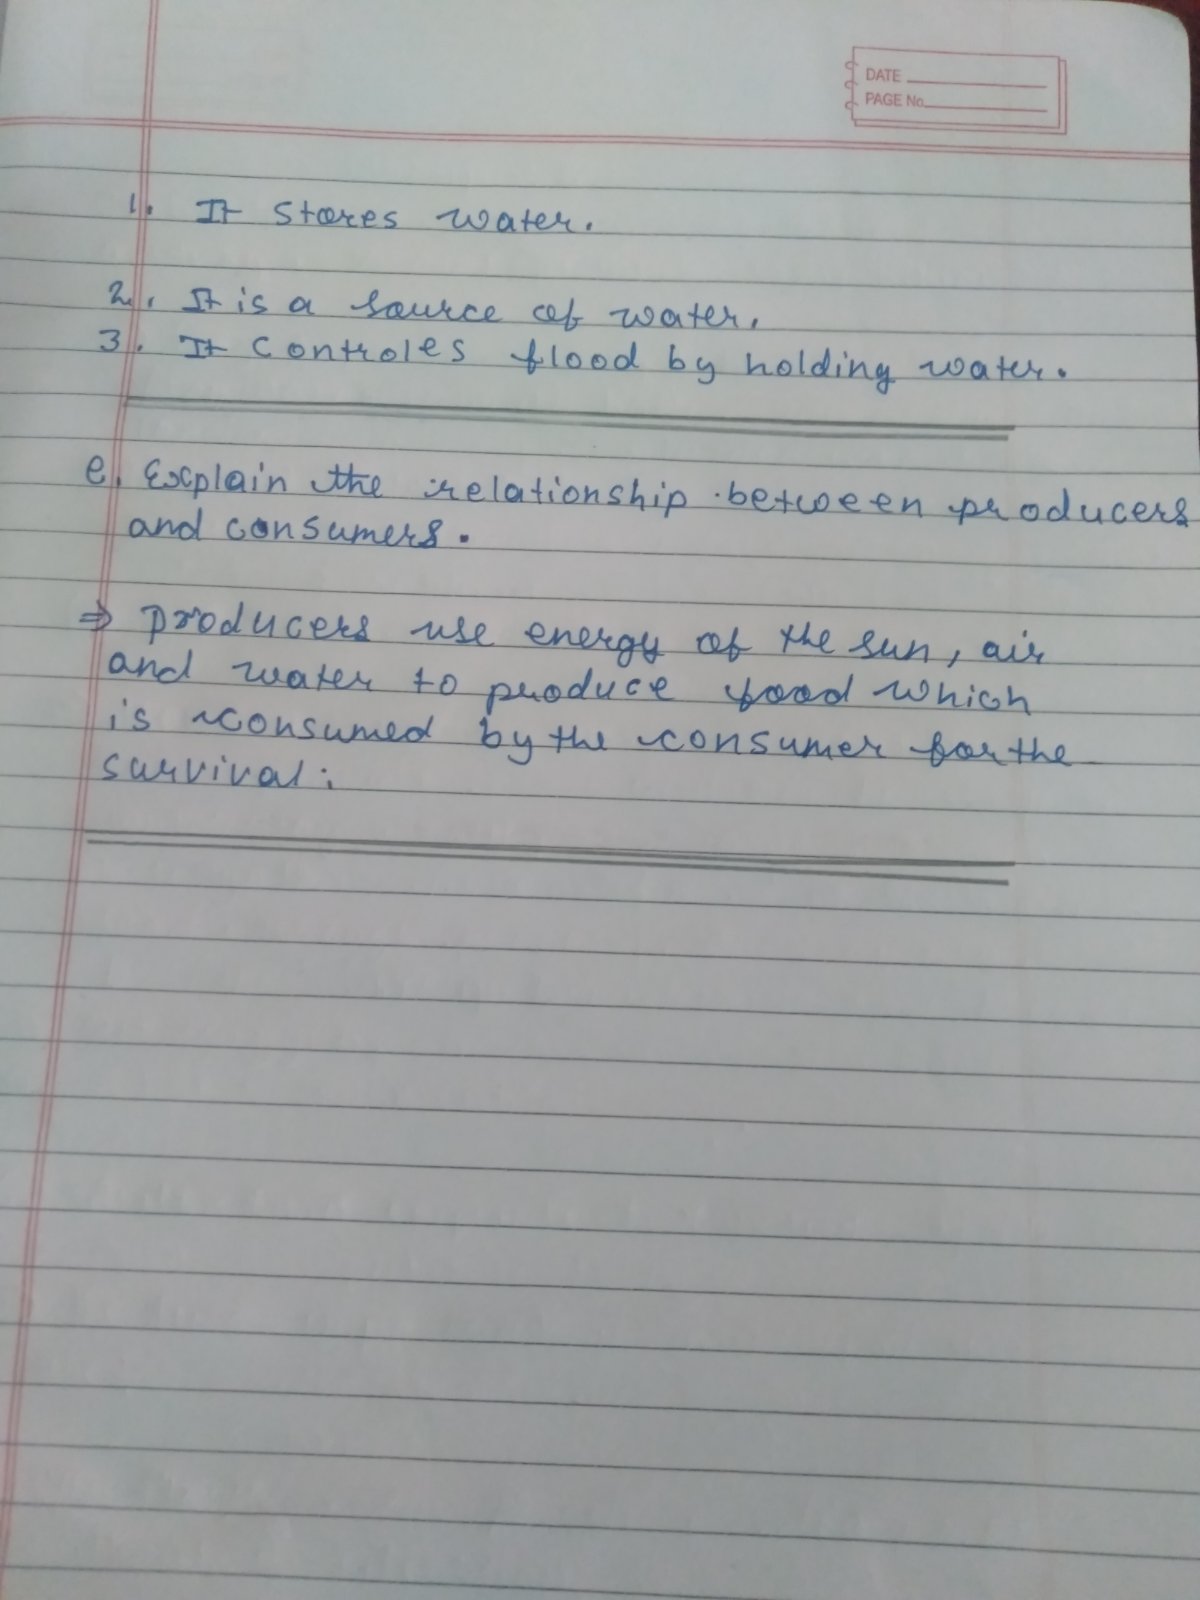 DATE
PAGE No.
1. It stores water.
2. It is a source of water.
3. It Controles flood by holding water.
e. Explain the relationship between producers
and consumers.
⇒ Producers use energy of the sun, air
and water to produce food which
is consumed by the consumer for the
survival: